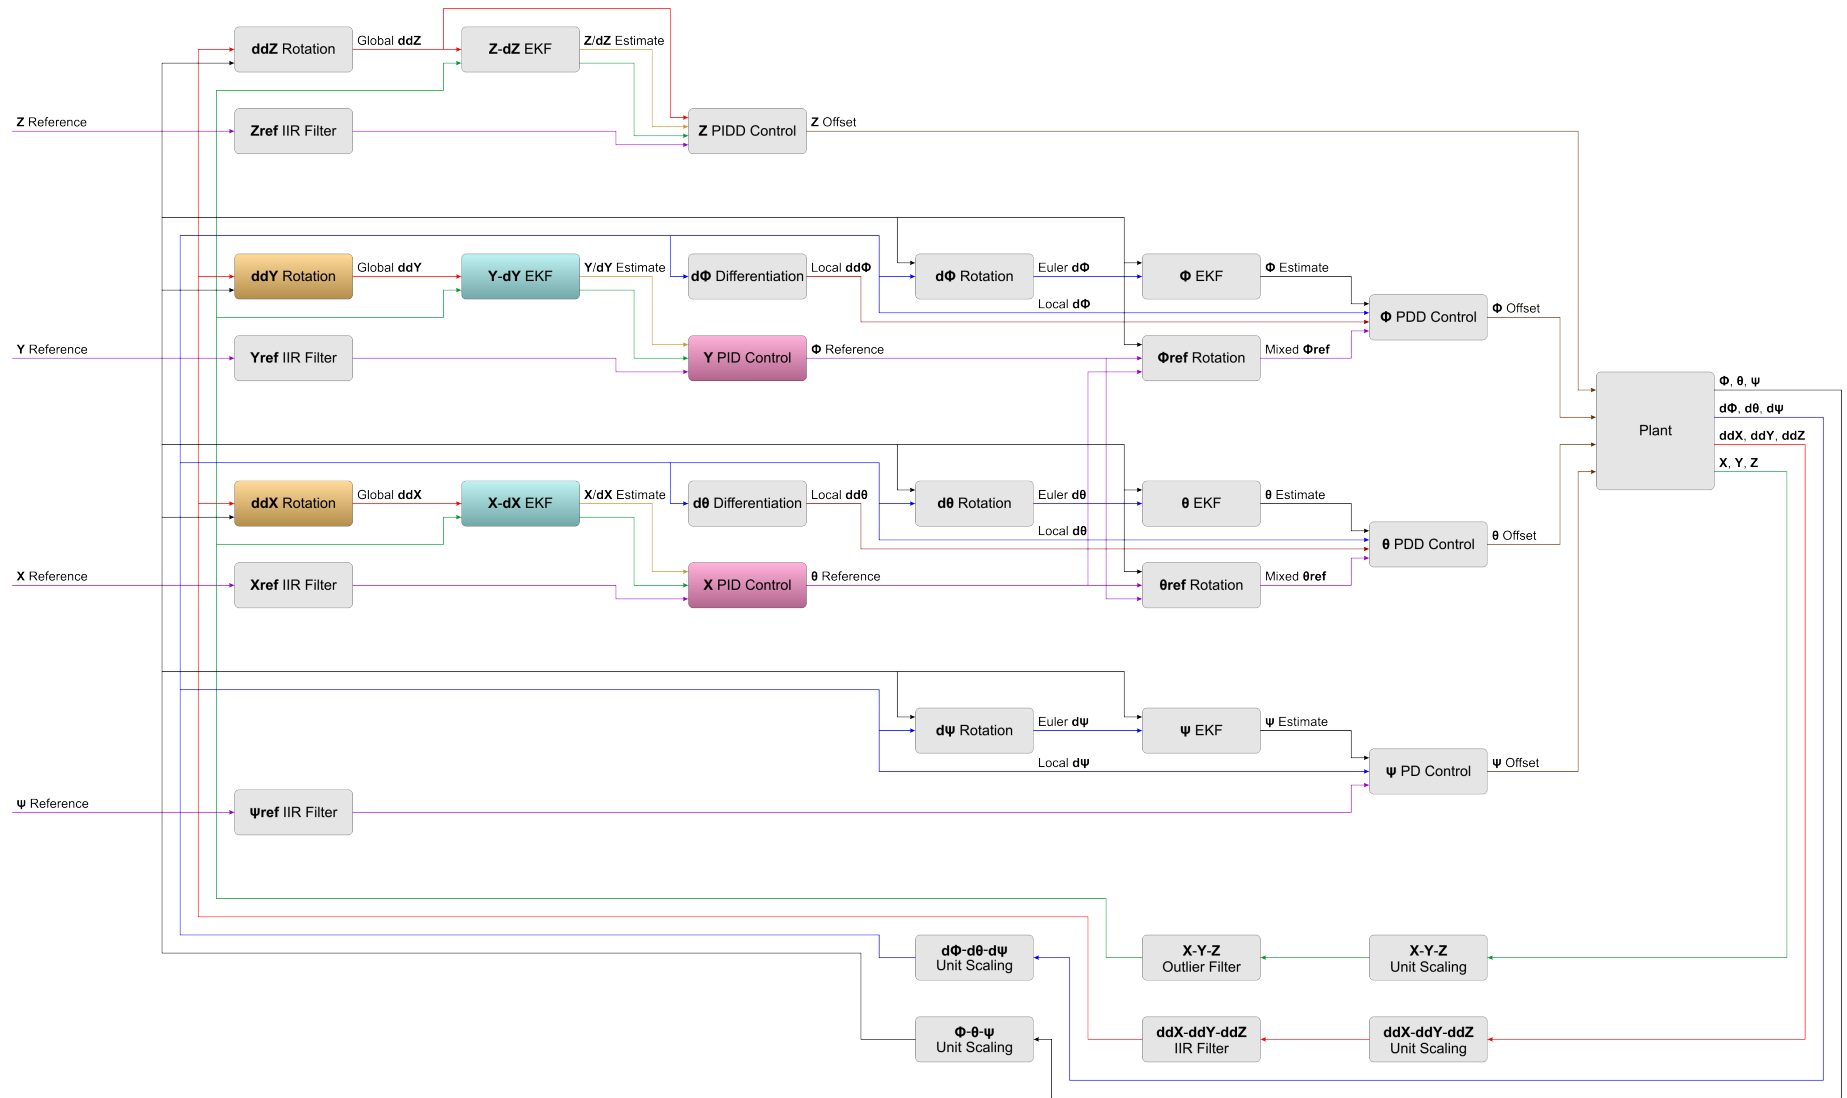 ddZ Rotation
Global ddZ
Z-dZ EKF
Z/dZ Estimate
Z Reference
Zref IIR Filter
Z PIDD Control
Z Offset
ddY Rotation
Global ddY
Y-dY EKF
Y/dY Estimate
dΦ Differentiation
Local ddΦ
dΦ Rotation
Euler dΦ
Φ EKF
Φ Estimate
Local dΦ
Φ PDD Control
Φ Offset
Y Reference
Yref IIR Filter
Y PID Control
Φ Reference
Φref Rotation
Mixed Φref
Plant
Φ, θ, ψ
dΦ, dθ, dψ
ddX, ddY, ddZ
X, Y, Z
ddX Rotation
Global ddX
X-dX EKF
X/dX Estimate
dθ Differentiation
Local ddθ
dθ Rotation
Euler dθ
θ EKF
θ Estimate
Local dθ
θ PDD Control
θ Offset
X Reference
Xref IIR Filter
X PID Control
θ Reference
θref Rotation
Mixed θref
dψ Rotation
Euler dψ
ψ EKF
ψ Estimate
Local dψ
ψ PD Control
ψ Offset
ψ Reference
ψref IIR Filter
dΦ-dθ-dψ
Unit Scaling
X-Y-Z
Outlier Filter
X-Y-Z
Unit Scaling
Φ-θ-ψ
Unit Scaling
ddX-ddY-ddZ
IIR Filter
ddX-ddY-ddZ
Unit Scaling